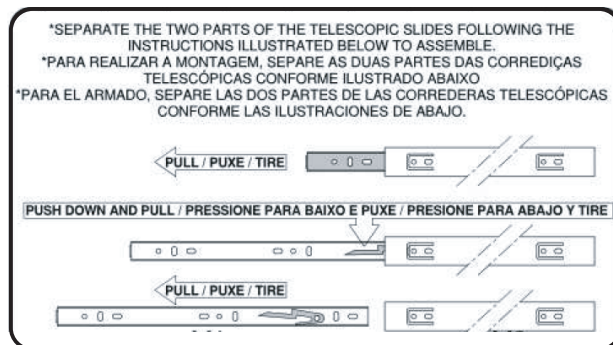 *SEPARATE THE TWO PARTS OF THE TELESCOPIC SLIDES FOLLOWING THE
INSTRUCTIONS ILLUSTRATED BELOW TO ASSEMBLE.
*PARA REALIZAR A MONTAGEM, SEPARE AS DUAS PARTES DAS CORREDIÇAS
TELESCÓPICAS CONFORME ILUSTRADO ABAIXO
*PARA EL ARMADO, SEPARE LAS DOS PARTES DE LAS CORREDERAS TELESCÓPICAS
CONFORME LAS ILUSTRACIONES DE ABAJO.
PULL / PUXE / TIRE
PUSH DOWN AND PULL / PRESSIONE PARA BAIXO E PUXE / PRESIONE PARA ABAJO Y TIRE
PULL / PUXE / TIRE